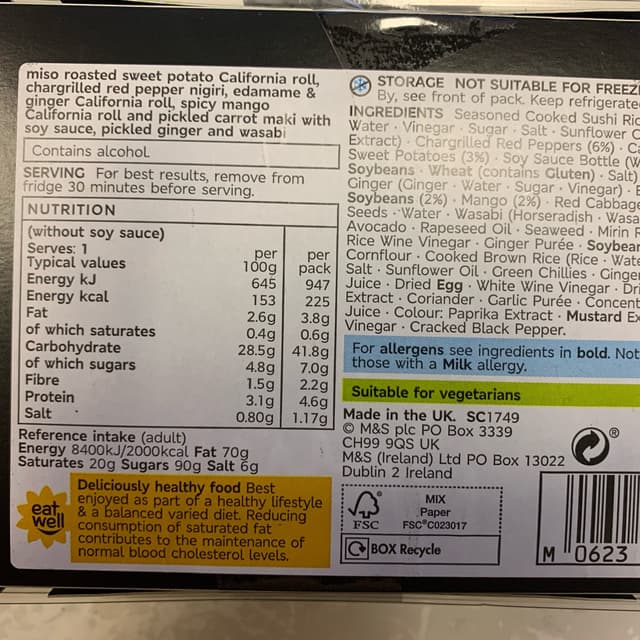 miso roasted sweet potato California roll,
chargrilled red pepper nigiri, edamame &
ginger California roll, spicy mango
California roll and pickled carrot maki with
soy sauce, pickled ginger and wasabi
Contains alcohol.
SERVING For best results, remove from
fridge 30 minutes before serving.
NUTRITION
(without soy sauce)
Serves: 1
Typical values per 100g per pack
Energy kJ 645 947
Energy kcal 153 225
Fat 2.6g 3.8g
of which saturates 0.4g 0.6g
Carbohydrate 28.5g 41.8g
of which sugars 4.8g 7.0g
Fibre 1.5g 2.2g
Protein 3.1g 4.6g
Salt 0.80g 1.17g
Reference intake (adult)
Energy 8400kJ/2000kcal Fat 70g
Saturates 20g Sugars 90g Salt 6g
eat well
Deliciously healthy food Best
enjoyed as part of a healthy lifestyle
& a balanced varied diet. Reducing
consumption of saturated fat
contributes to the maintenance of
normal blood cholesterol levels.
STORAGE NOT SUITABLE FOR
By, see front of pack. Keep
INGREDIENTS Seasoned Cooked Sushi
Water · Vinegar · Sugar · Salt · Sunflower
Extract) · Chargrilled Red Peppers (6%) ·
Sweet Potatoes (3%) · Soy Sauce Bottle
Soybeans · Wheat (contains Gluten) · Salt)
Ginger (Ginger · Water · Sugar · Vinegar) ·
Soybeans (2%) · Mango (2%) · Red
Seeds · Water · Wasabi (Horseradish ·
Avocado · Rapeseed Oil · Seaweed · Mirin
Rice Wine Vinegar · Ginger Purée ·
Cornflour · Cooked Brown Rice (Rice ·
Salt · Sunflower Oil · Green Chillies ·
Juice · Dried Egg · White Wine Vinegar ·
Extract · Coriander · Garlic Purée ·
Juice · Colour: Paprika Extract · Mustard
Vinegar · Cracked Black Pepper.
For allergens see ingredients in bold. Not
those with a Milk allergy.
Suitable for vegetarians
Made in the UK. SC1749
© M&S plc PO Box 3339
CH99 9QS UK
M&S (Ireland) Ltd PO Box 13022
Dublin 2 Ireland
FSC
MIX
Paper
FSC® C023017
BOX Recycle
M 0623